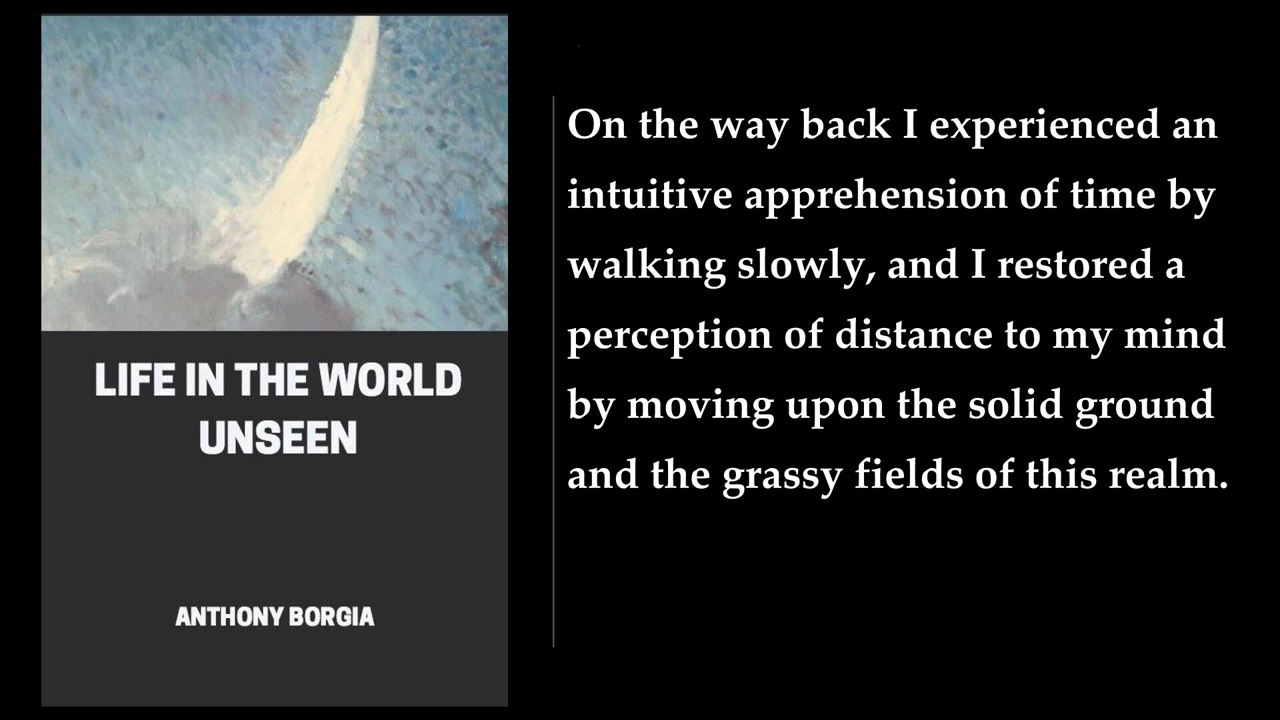 LIFE IN THE WORLD
UNSEEN
ANTHONY BORGIA
On the way back I experienced an
intuitive apprehension of time by
walking slowly, and I restored a
perception of distance to my mind
by moving upon the solid ground
and the grassy fields of this realm.